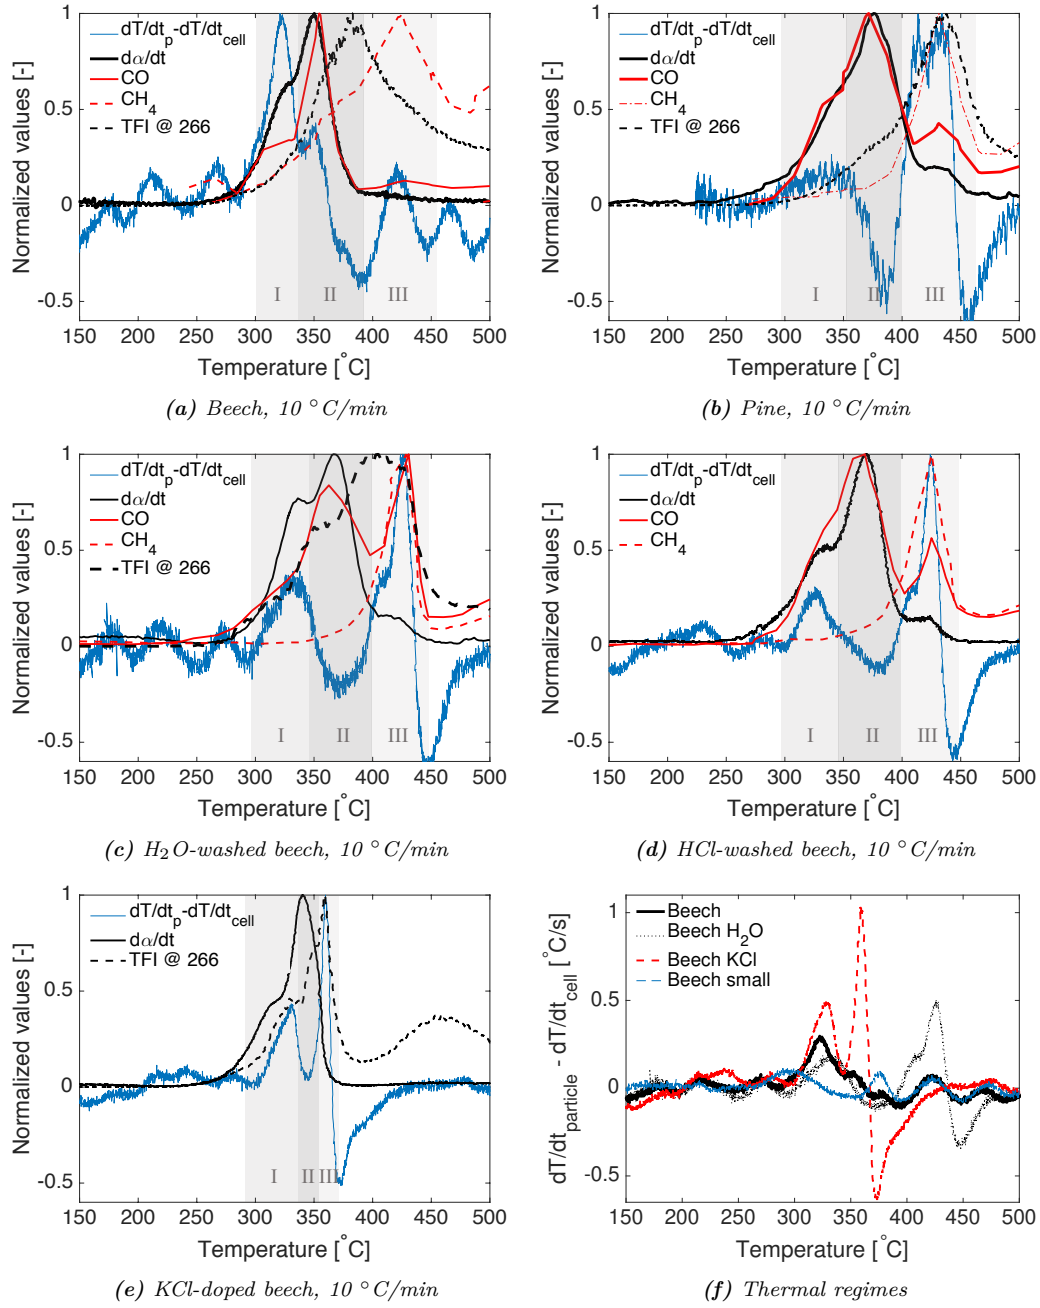 1
0.5
0
-0.5
Normalized values [-]
dT/dtp-dT/dtcell
dα/dt
CO
CH4
TFI @ 266
I
II
III
150 200 250 300 350 400 450 500
Temperature [°C]
(a) Beech, 10 °C/min
1
0.5
0
-0.5
Normalized values [-]
dT/dtp-dT/dtcell
dα/dt
CO
CH4
TFI @ 266
I
II
III
250 300 350 400 450 500
150 200
Temperature [°C]
(b) Pine, 10 °C/min
1
0.5
0
-0.5
Normalized values [-]
dT/dtp-dT/dtcell
dα/dt
CO
CH4
TFI @ 266
I
II
III
150 200 250 300 350 400 450 500
Temperature [°C]
(c) H2O-washed beech, 10 °C/min
1
0.5
0
-0.5
Normalized values [-]
dT/dtp-dT/dtcell
dα/dt
CO
CH4
I
II
III
150 200 250 300 350 400 450 500
Temperature [°C]
(d) HCl-washed beech, 10 °C/min
1
0.5
0
-0.5
Normalized values [-]
dT/dtp-dT/dtcell
dα/dt
TFI @ 266
I
II
III
150 200 250 300 350 400 450 500
Temperature [°C]
(e) KCl-doped beech, 10 °C/min
1
0.5
0
-0.5
dT/dtparticle - dT/dtcell [°C/s]
Beech
Beech H2O
Beech KCl
Beech small
150 200 250 300 350 400 450 500
Temperature [°C]
(f) Thermal regimes